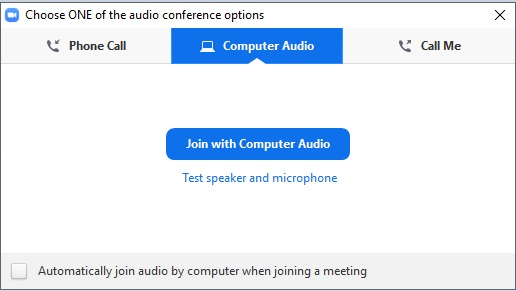 Choose ONE of the audio conference options
Phone Call
Computer Audio
Call Me
Join with Computer Audio
Test speaker and microphone
Automatically join audio by computer when joining a meeting